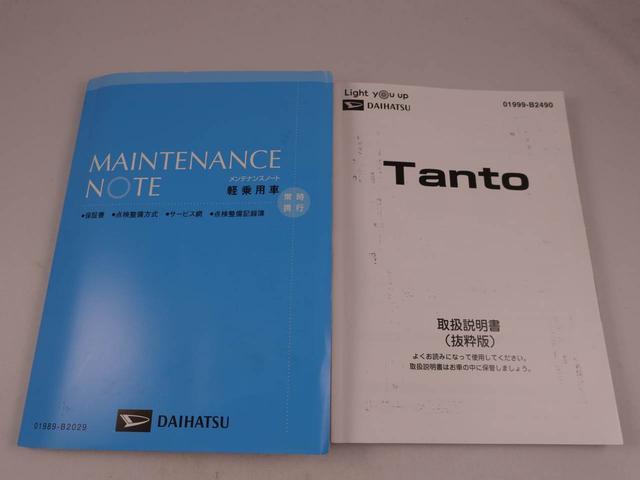 MAINTENANCE
NOTE
メンテナンスノート
軽乗用車
常時
携行
●保証書 ●点検整備方式 ●サービス網 ●点検整備記録簿
DAIHATSU
01989-B2029
Light you up
DAIHATSU
01999-B2490
Tanto
取扱説明書
(抜粋版)
よくお読みになって使用してください。
取扱説明書はお車の中に保管しましょう。